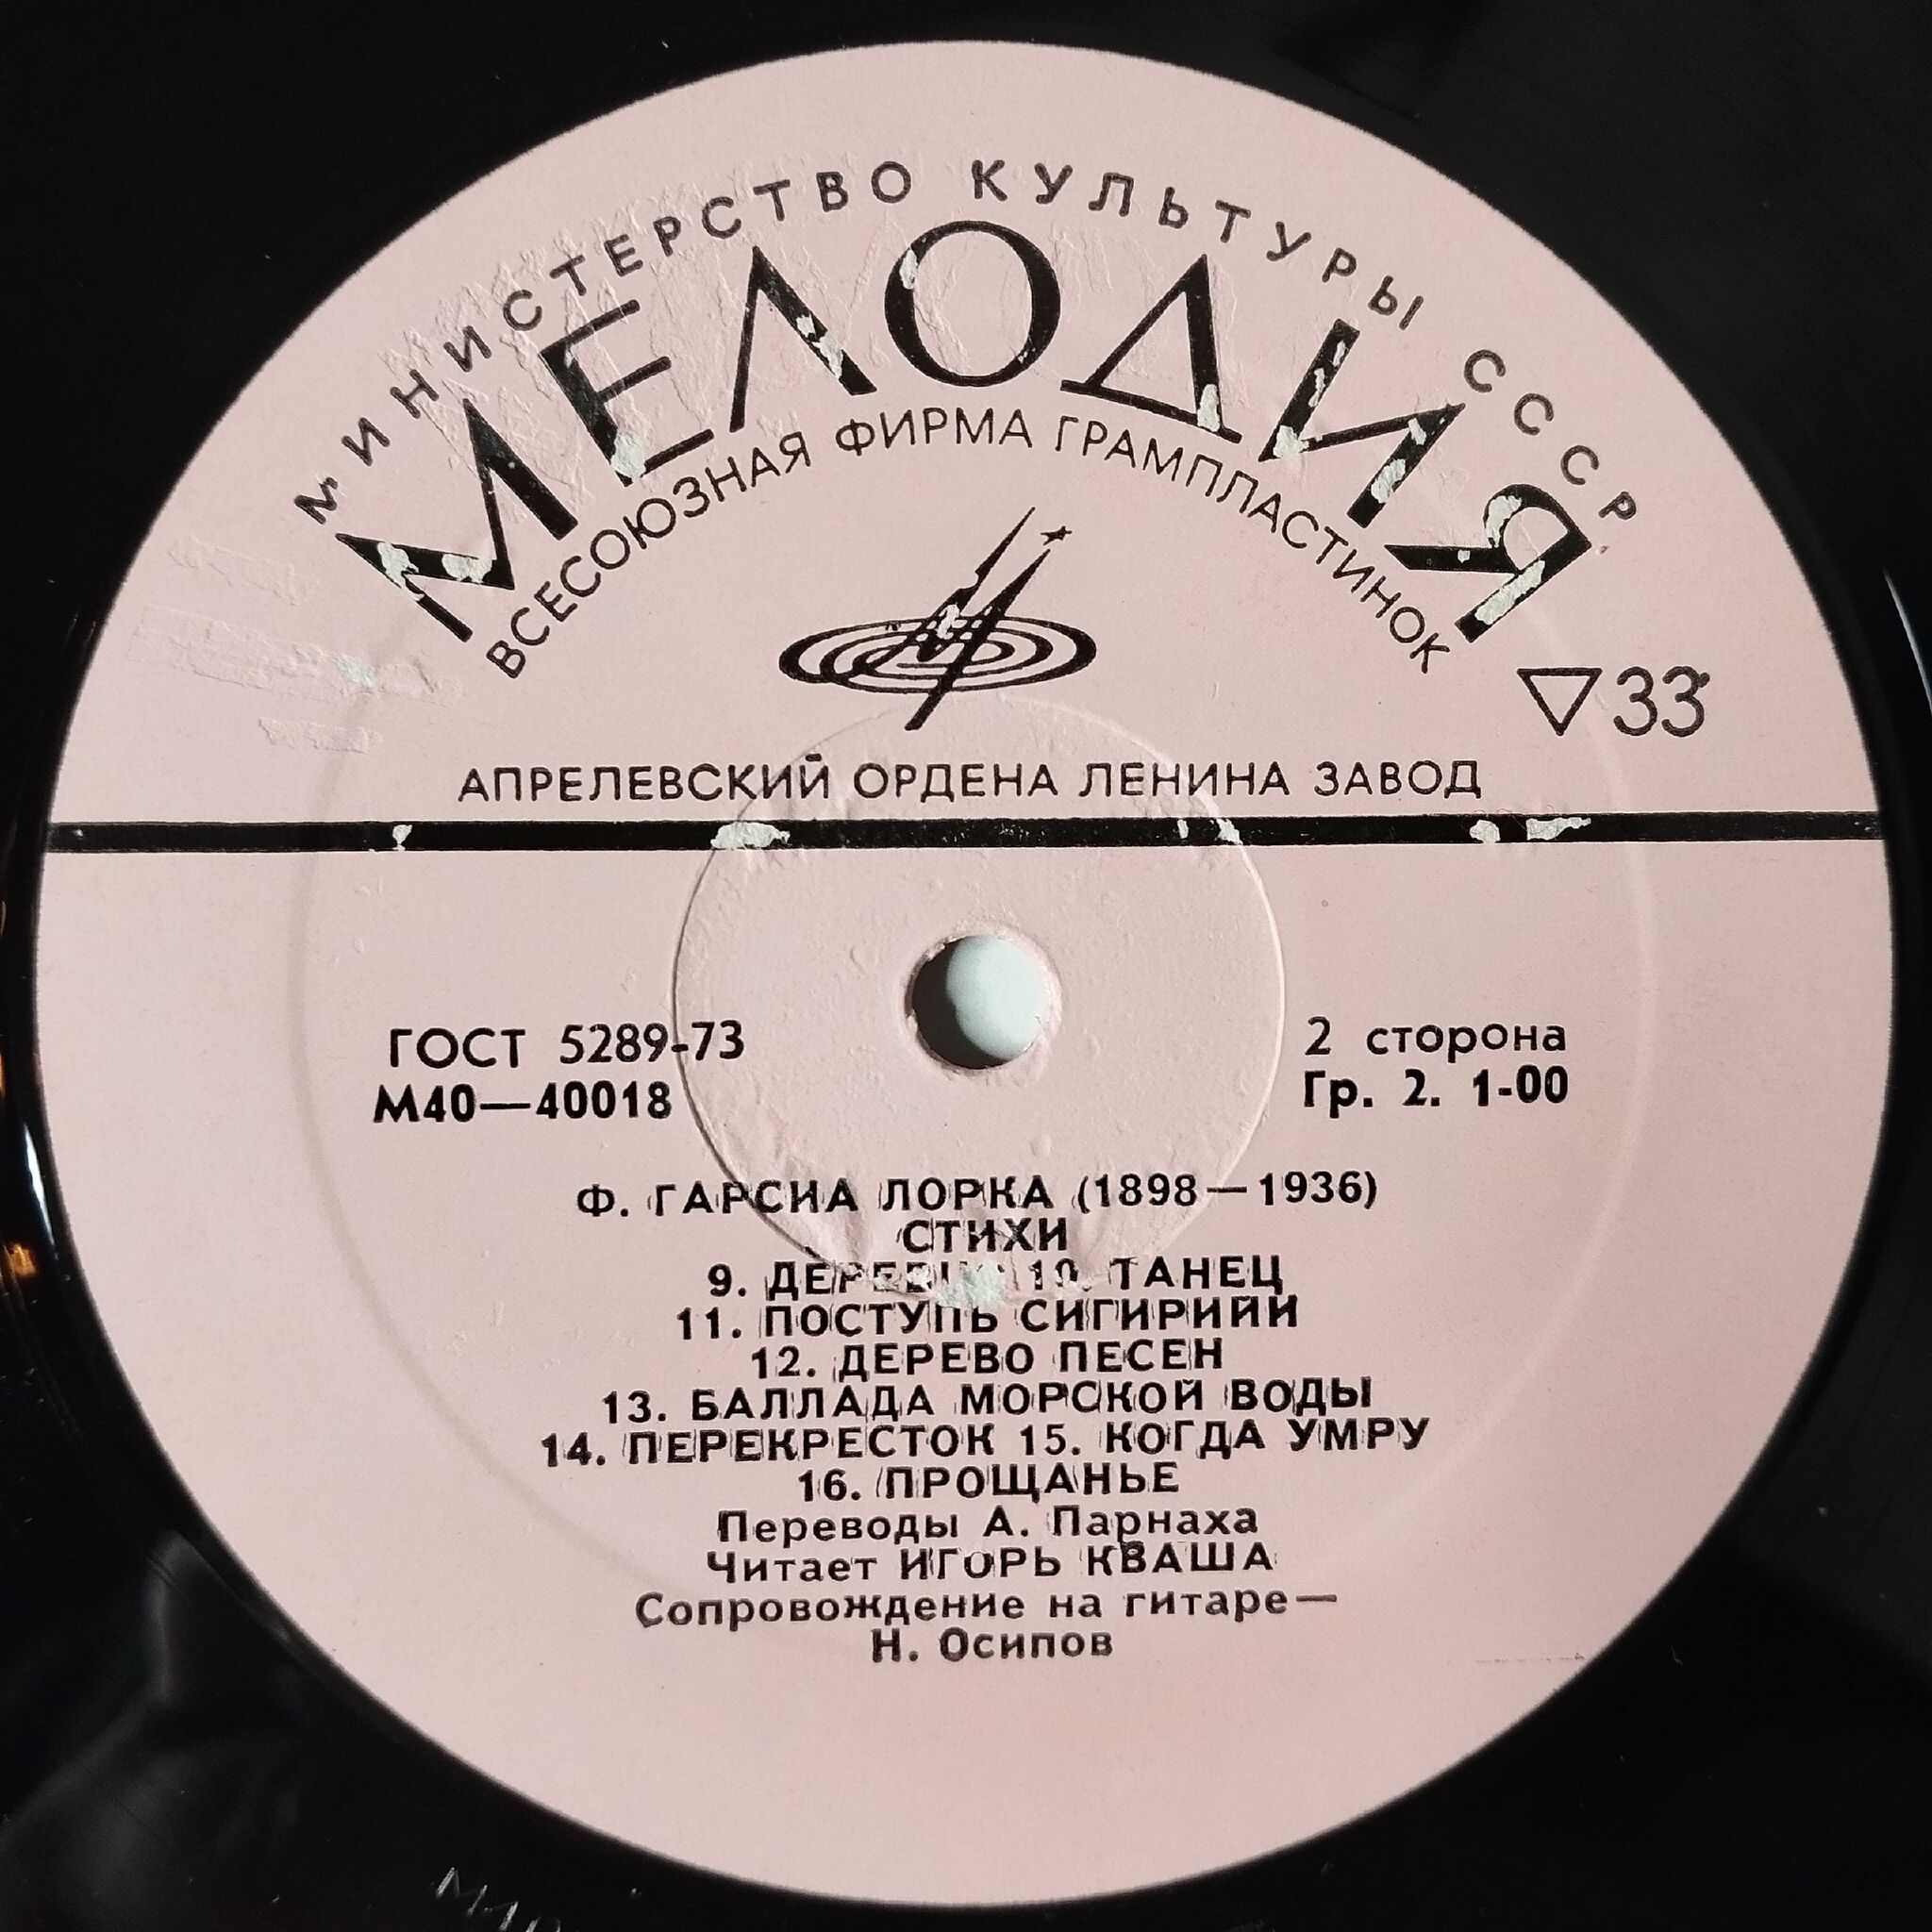 МИНИСТЕРСТВО КУЛЬТУРЫ СССР
МЕЛОДИЯ
ВСЕСОЮЗНАЯ ФИРМА ГРАМПЛАСТИНОК
▽33
АПРЕЛЕВСКИЙ ОРДЕНА ЛЕНИНА ЗАВОД
ГОСТ 5289-73
М40—40018
2 сторона
Гр. 2. 1-00
Ф. ГАРСИА ЛОРКА (1898—1936)
СТИХИ
9. 10. ТАНЕЦ
11. ПОСТУПЬ СИГИРИЙИ
12. ДЕРЕВО ПЕСЕН
13. БАЛЛАДА МОРСКОЙ ВОДЫ
14. ПЕРЕКРЕСТОК 15. КОГДА УМРУ
16. ПРОЩАНЬЕ
Переводы А. Парнаха
Читает ИГОРЬ КВАША
Сопровождение на гитаре—
Н. Осипов